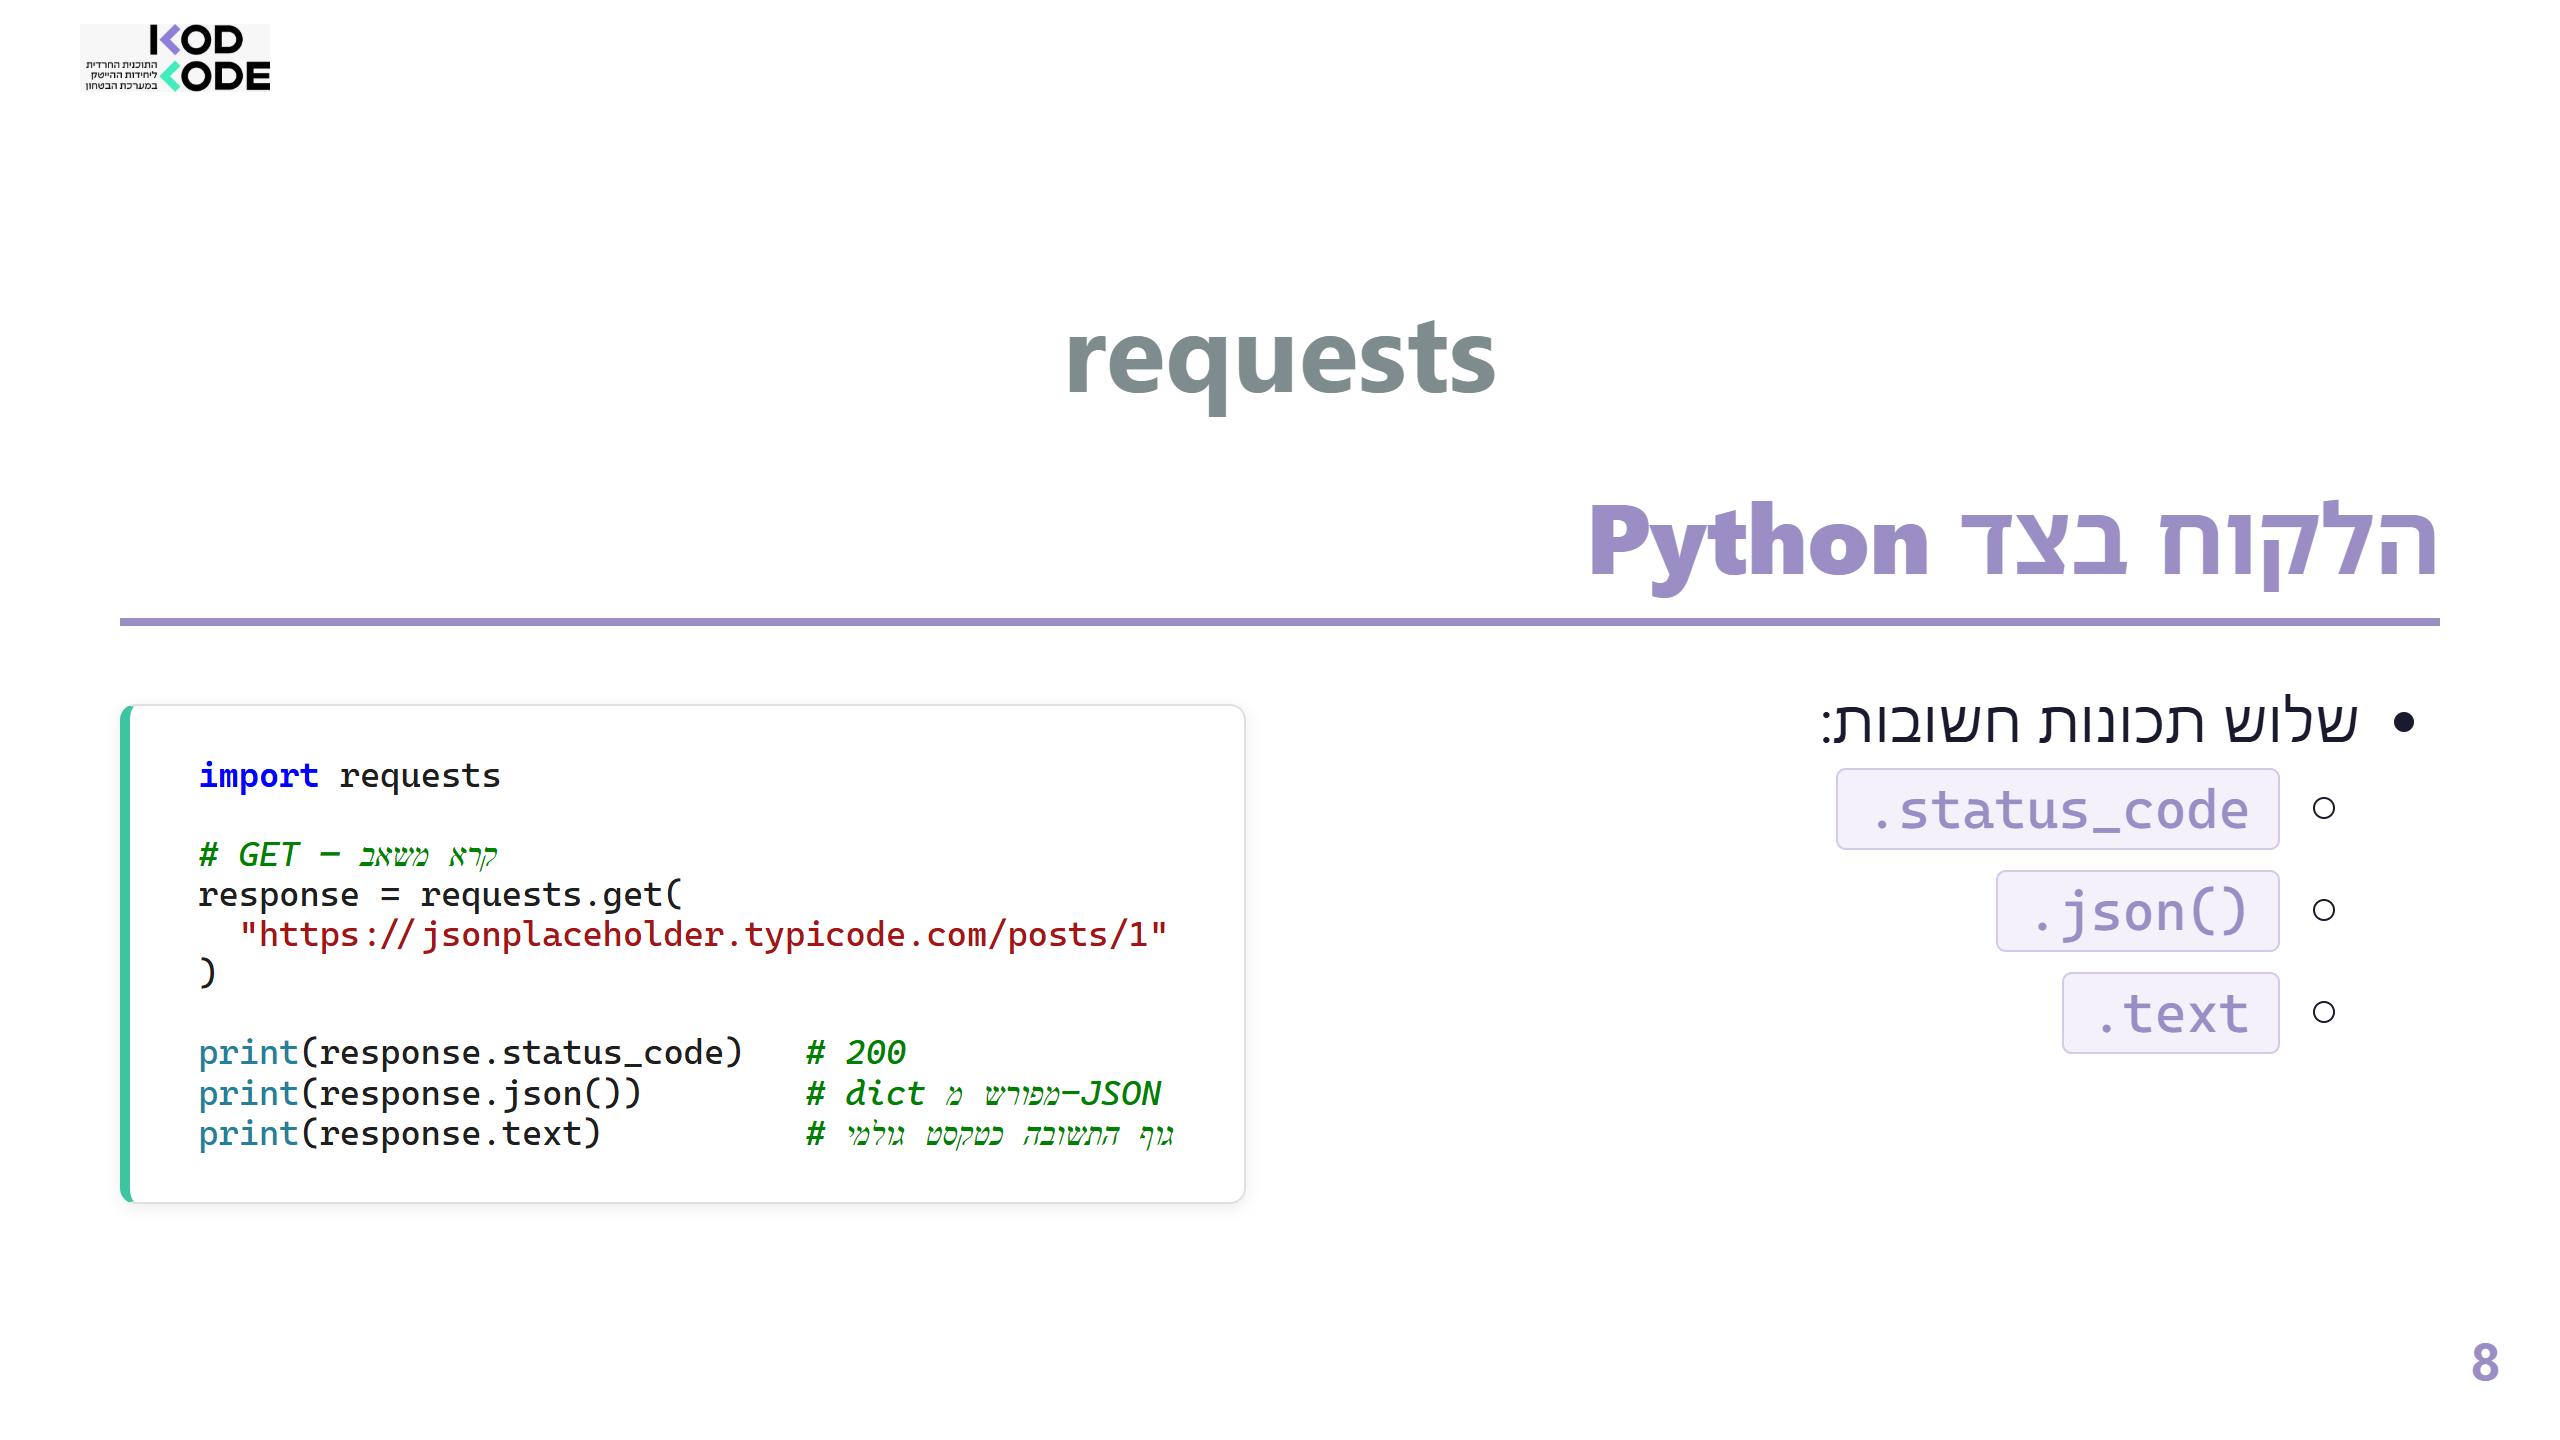 KOD
KODE
התוכנית החרדית
ליחידות ההייטק
במערכת הבטחון
requests
הלקוח בצד Python
שלוש תכונות חשובות:
.status_code
.json()
.text
import requests
# GET — קרא משאב
response = requests.get(
"https://jsonplaceholder.typicode.com/posts/1"
)
print(response.status_code) # 200
print(response.json()) # dict מפורש מ-JSON
print(response.text) # גוף התשובה כטקסט גולמי
8